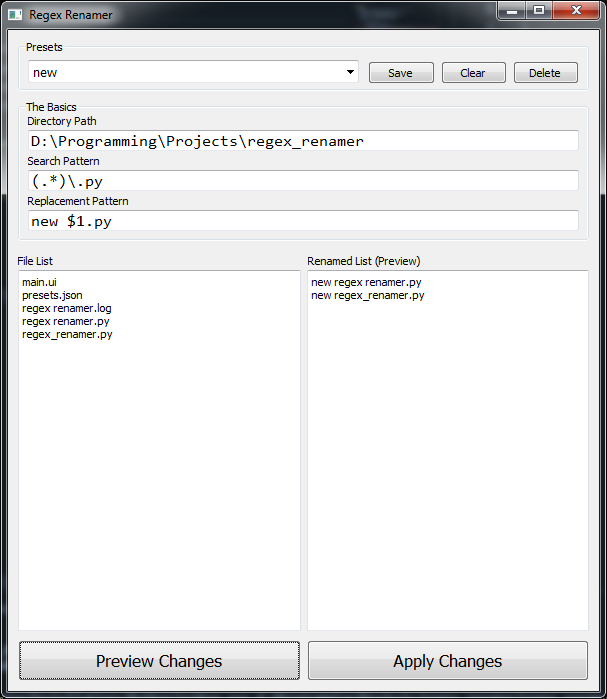 Regex Renamer
Presets
new
Save
Clear
Delete
The Basics
Directory Path
D:\Programming\Projects\regex_renamer
Search Pattern
(.*)\.py
Replacement Pattern
new $1.py
File List
main.ui
presets.json
regex renamer.log
regex renamer.py
regex_renamer.py
Renamed List (Preview)
new regex renamer.py
new regex_renamer.py
Preview Changes
Apply Changes